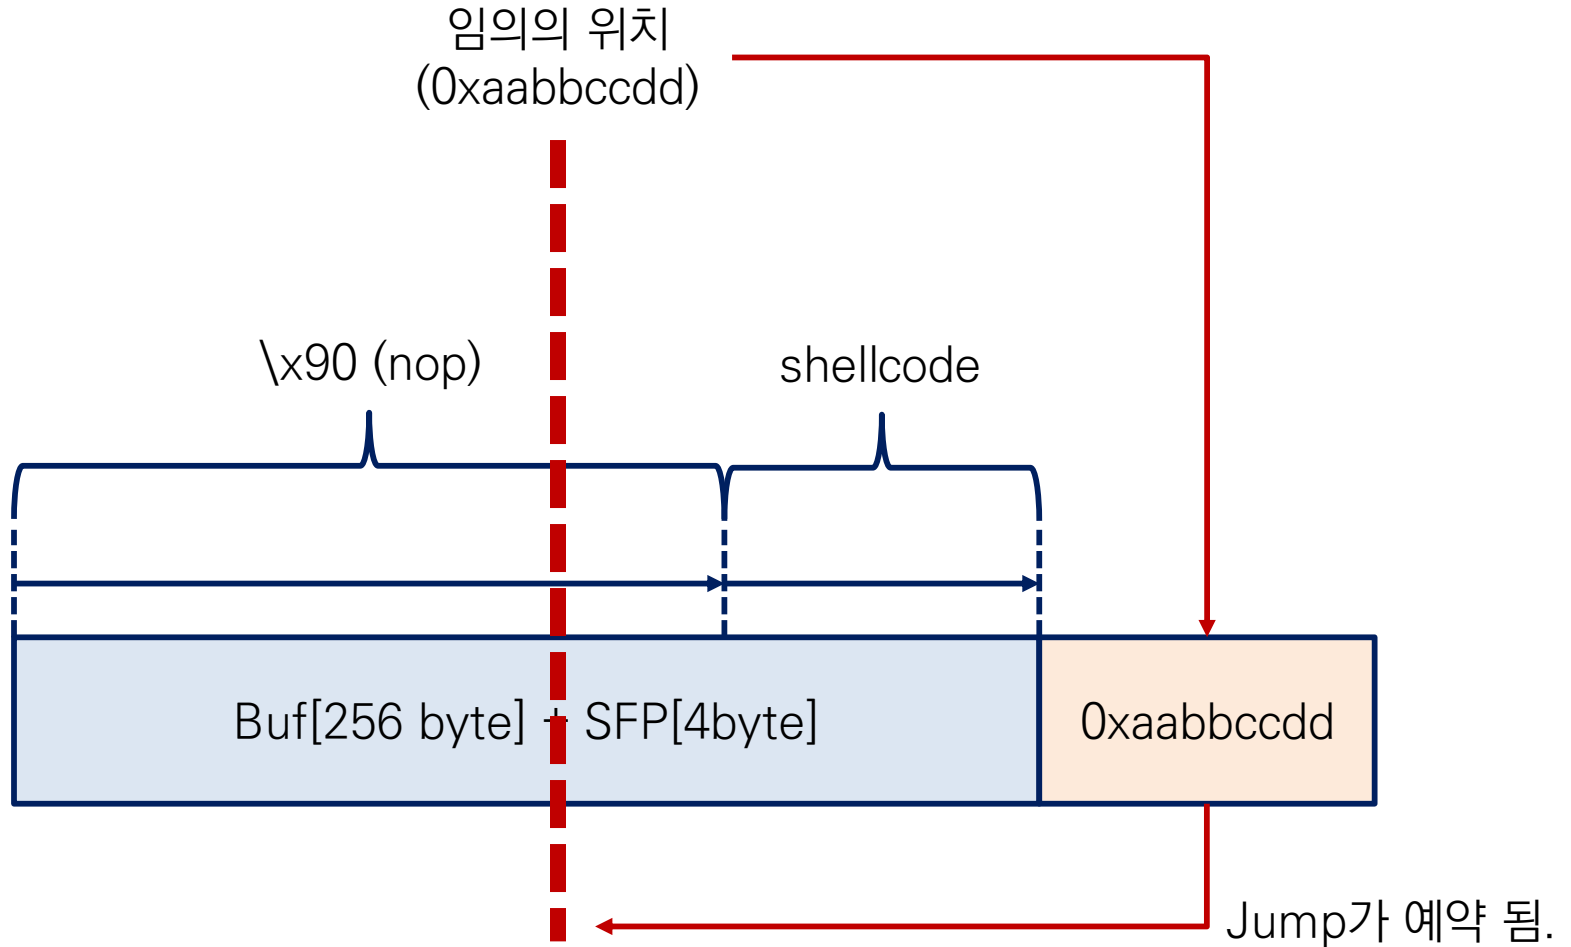 임의의 위치
(0xaabbccdd)
\x90 (nop)
shellcode
Buf[256 byte] + SFP[4byte]
0xaabbccdd
Jump가 예약 됨.